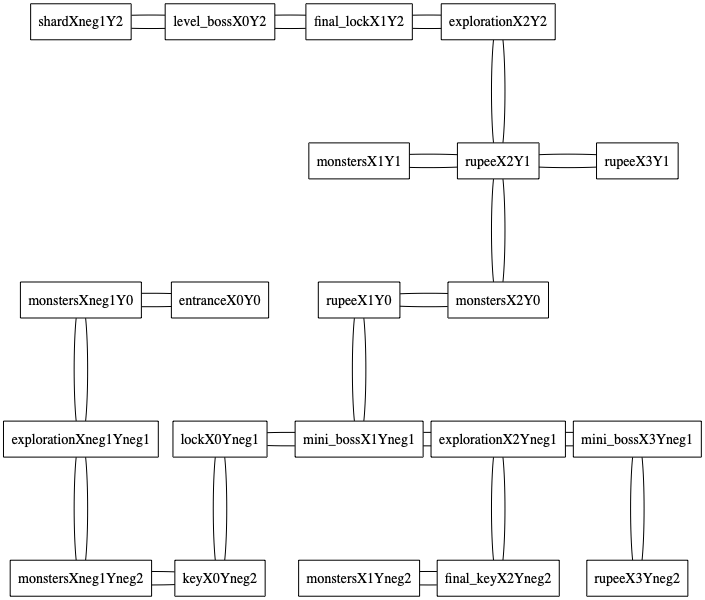 shardXneg1Y2 level_bossX0Y2 final_lockX1Y2 explorationX2Y2
monstersX1Y1 rupeeX2Y1 rupeeX3Y1
monstersXneg1Y0 entranceX0Y0 rupeeX1Y0 monstersX2Y0
explorationXneg1Yneg1 lockX0Yneg1 mini_bossX1Yneg1 explorationX2Yneg1 mini_bossX3Yneg1
monstersXneg1Yneg2 keyX0Yneg2 monstersX1Yneg2 final_keyX2Yneg2 rupeeX3Yneg2